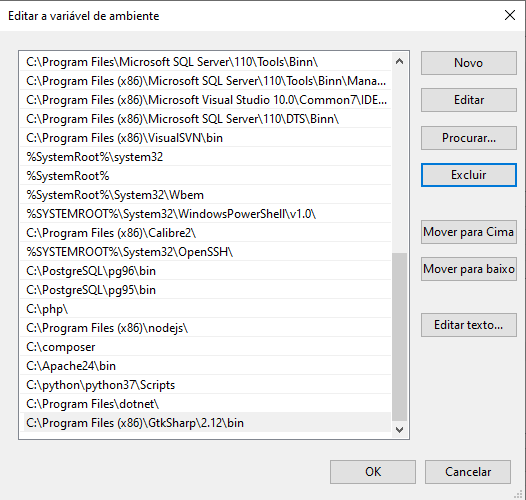 Editar a variável de ambiente
C:\Program Files\Microsoft SQL Server\110\Tools\Binn\
C:\Program Files (x86)\Microsoft SQL Server\110\Tools\Binn\Mana...
C:\Program Files (x86)\Microsoft Visual Studio 10.0\Common7\IDE...
C:\Program Files (x86)\Microsoft SQL Server\110\DTS\Binn\
C:\Program Files (x86)\VisualSVN\bin
%SystemRoot%\system32
%SystemRoot%
%SystemRoot%\System32\Wbem
%SYSTEMROOT%\System32\WindowsPowerShell\v1.0\
C:\Program Files (x86)\Calibre2\
%SYSTEMROOT%\System32\OpenSSH\
C:\PostgreSQL\pg96\bin
C:\PostgreSQL\pg95\bin
C:\php\
C:\Program Files (x86)\nodejs\
C:\composer
C:\Apache24\bin
C:\python\python37\Scripts
C:\Program Files\dotnet\
C:\Program Files (x86)\GtkSharp\2.12\bin
Novo
Editar
Procurar...
Excluir
Mover para Cima
Mover para baixo
Editar texto...
OK
Cancelar